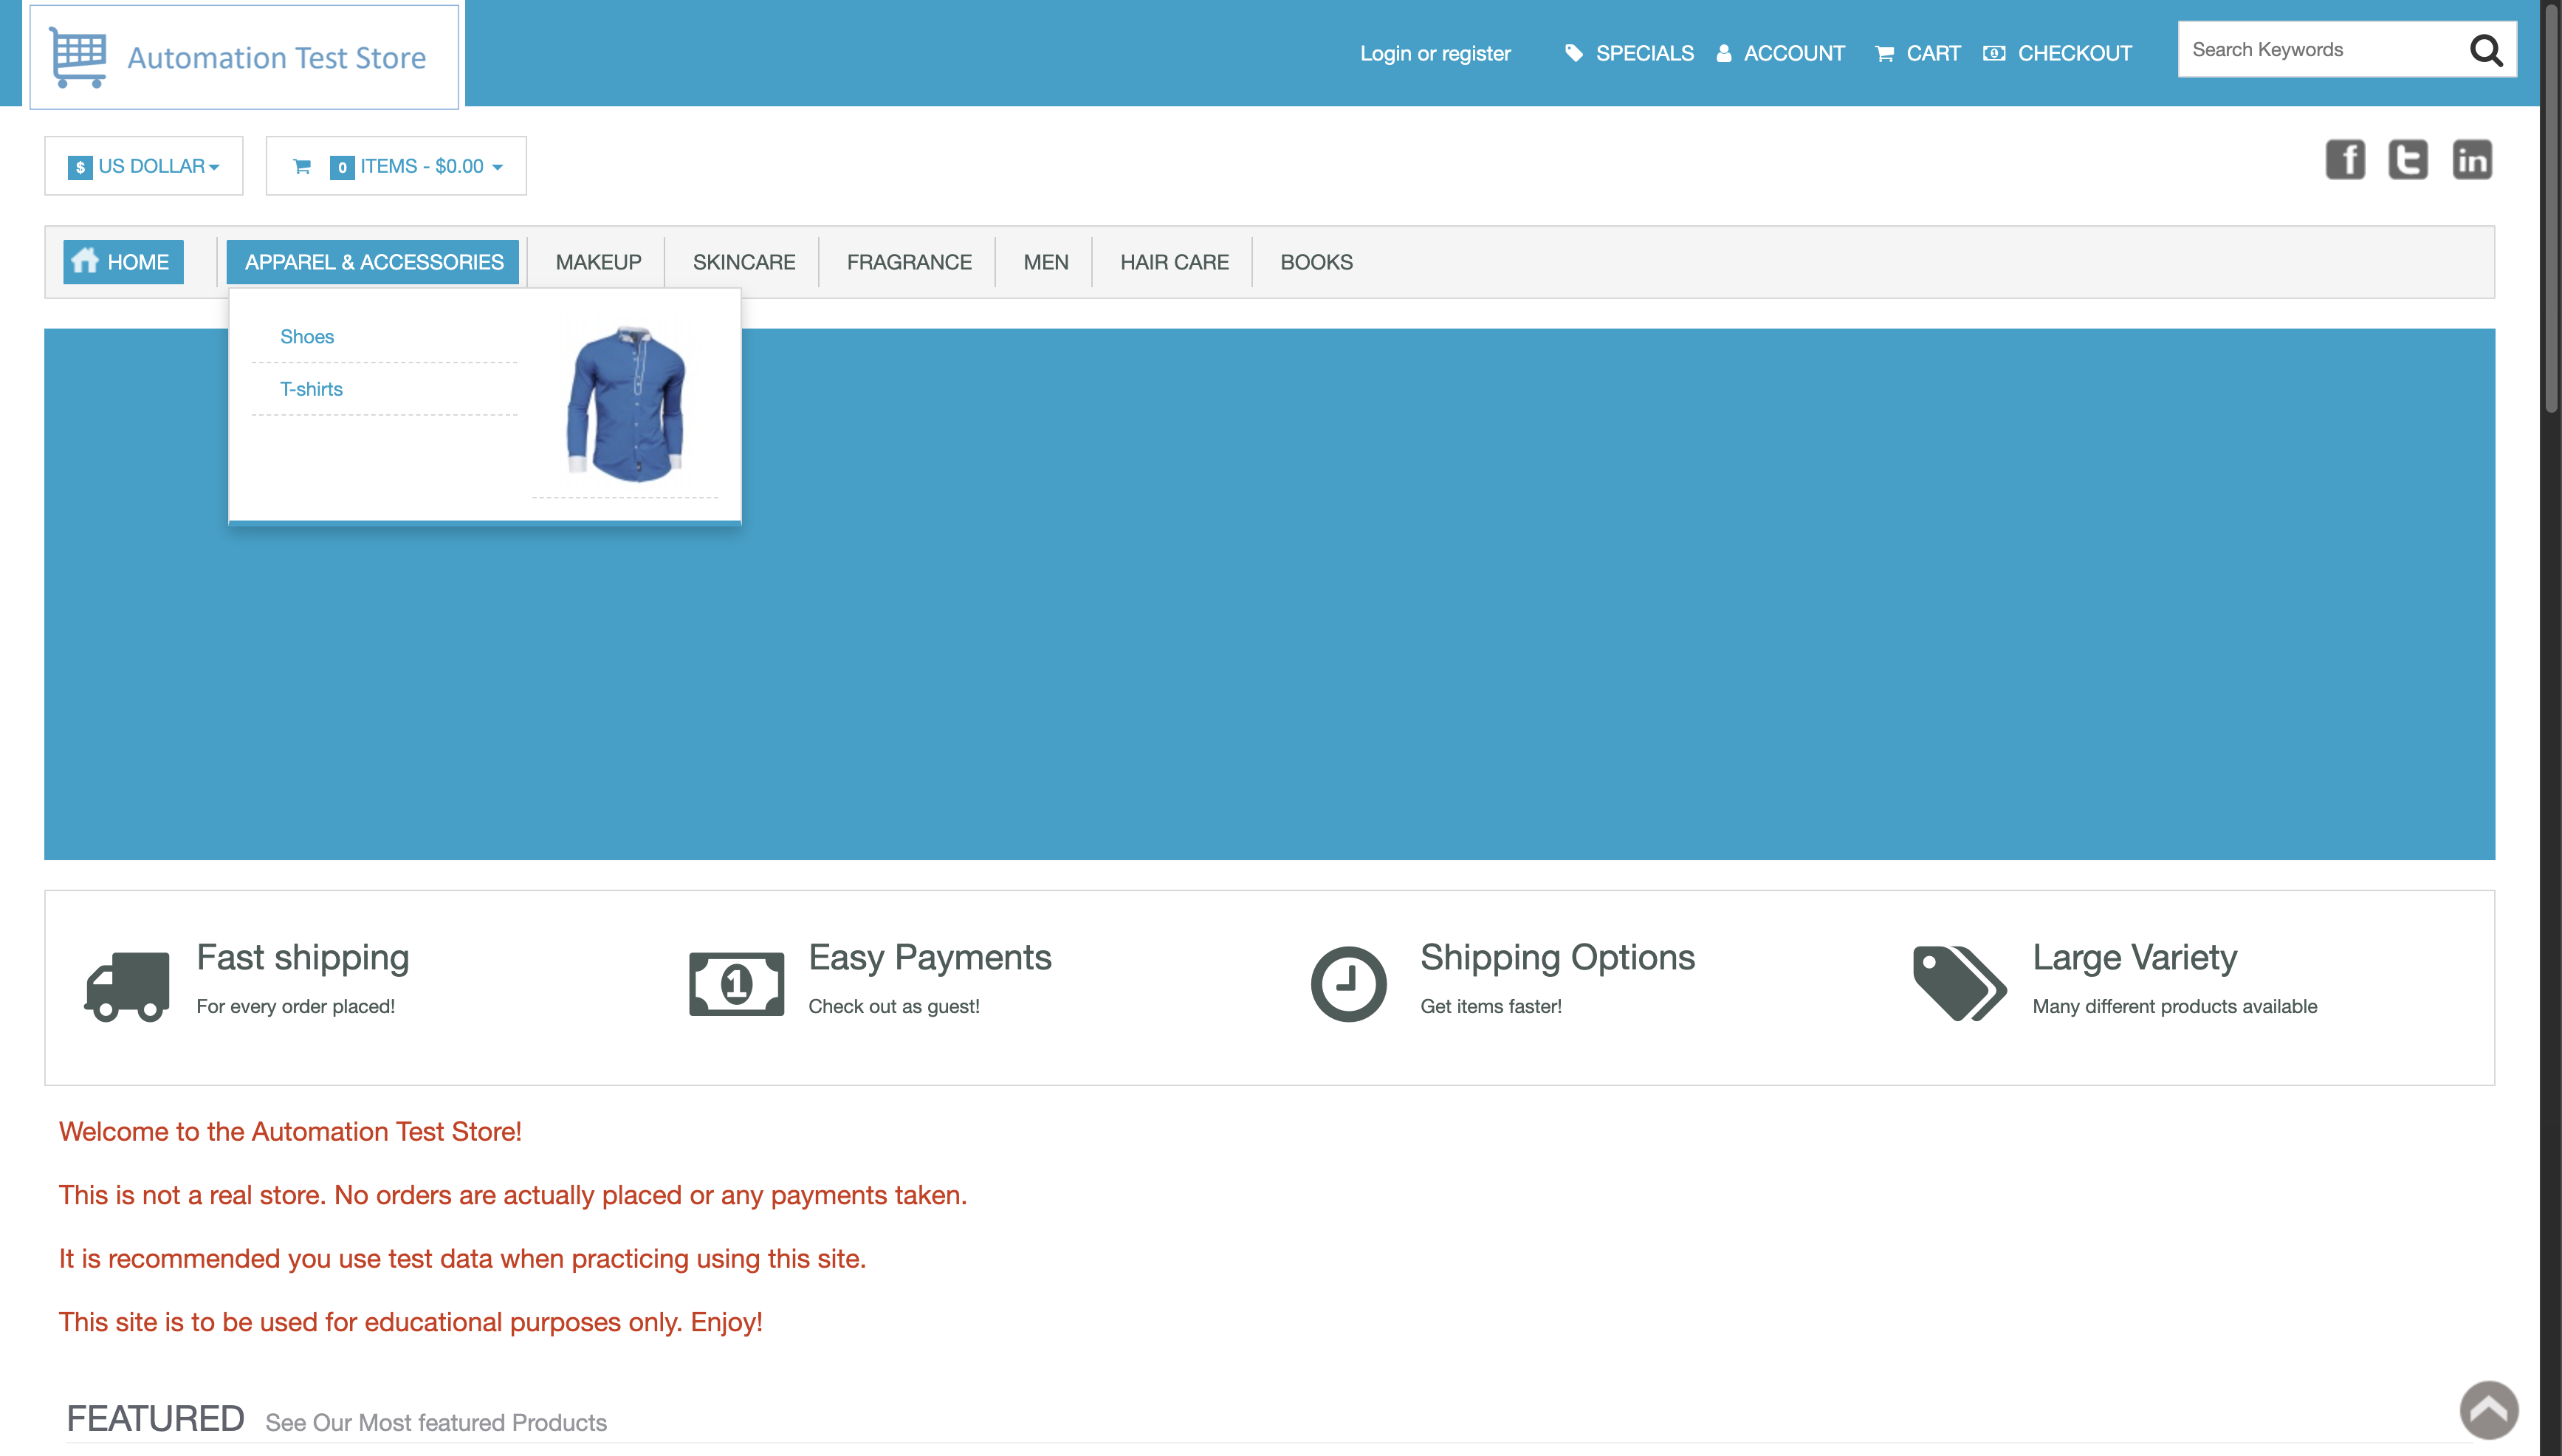 Automation Test Store
Login or register SPECIALS ACCOUNT CART CHECKOUT Search Keywords
$ US DOLLAR 0 ITEMS - $0.00
f t in
HOME APPAREL & ACCESSORIES MAKEUP SKINCARE FRAGRANCE MEN HAIR CARE BOOKS
Shoes
T-shirts
Fast shipping
For every order placed!
1
Easy Payments
Check out as guest!
Shipping Options
Get items faster!
Large Variety
Many different products available
Welcome to the Automation Test Store!
This is not a real store. No orders are actually placed or any payments taken.
It is recommended you use test data when practicing using this site.
This site is to be used for educational purposes only. Enjoy!
FEATURED See Our Most featured Products